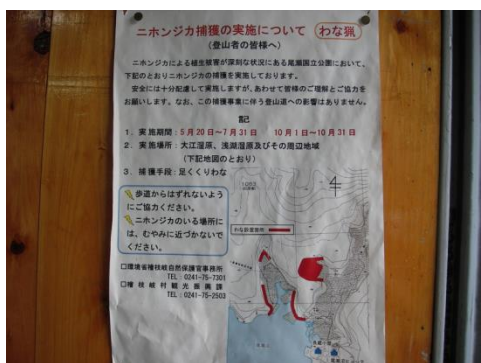 ニホンジカ捕獲の実施について わな猟
(登山者の皆様へ)
ニホンジカによる植生被害が深刻な状況にある尾瀬国立公園において、
下記のとおりニホンジカの捕獲を実施しております。
安全には十分配慮して実施しますが、あわせて皆様のご理解とご協力を
お願いします。なお、この捕獲事業に伴う登山道への影響はありません。
記
1. 実施期間:5月20日~7月31日 10月1日~10月31日
2. 実施場所:大江湿原、浅湖湿原及びその周辺地域
(下記地図のとおり)
3. 捕獲手段:足くくりわな
歩道からはずれないよう
にご協力ください。
ニホンジカのいる場所に
は、むやみに近づかないで
ください。
わな設置箇所
□環境省檜枝岐自然保護官事務所
TEL:0241-75-7301
□檜枝岐村観光振興課
TEL:0241-75-2503